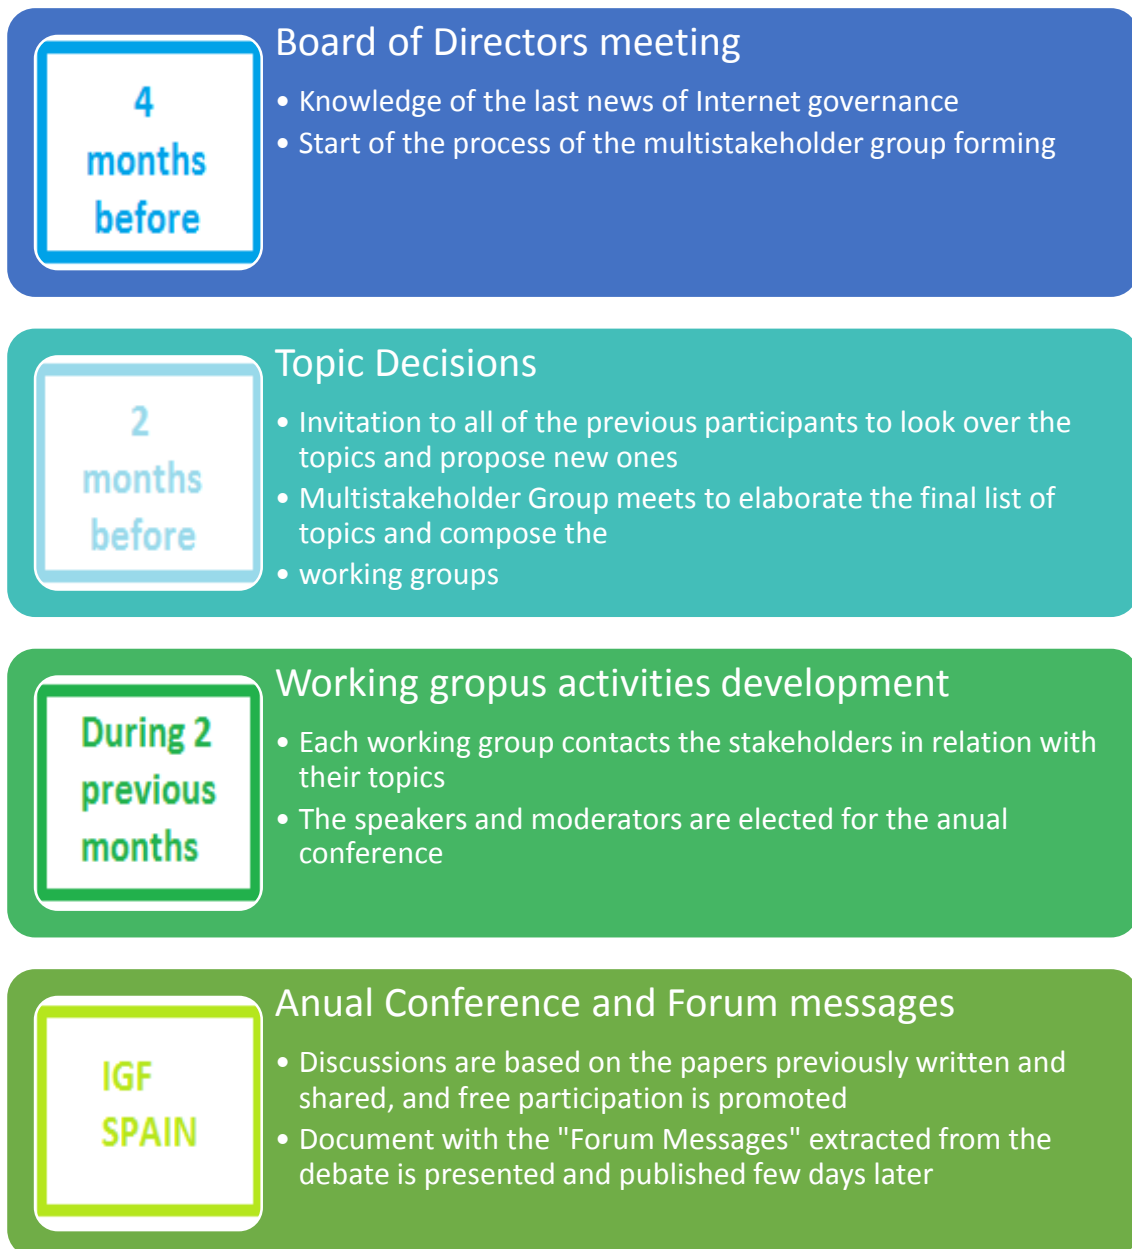 4
months
before
Board of Directors meeting
• Knowledge of the last news of Internet governance
• Start of the process of the multistakeholder group forming
2
months
before
Topic Decisions
• Invitation to all of the previous participants to look over the
topics and propose new ones
• Multistakeholder Group meets to elaborate the final list of
topics and compose the
• working groups
During 2
previous
months
Working gropus activities development
• Each working group contacts the stakeholders in relation with
their topics
• The speakers and moderators are elected for the anual
conference
IGF
SPAIN
Anual Conference and Forum messages
• Discussions are based on the papers previously written and
shared, and free participation is promoted
• Document with the "Forum Messages" extracted from the
debate is presented and published few days later